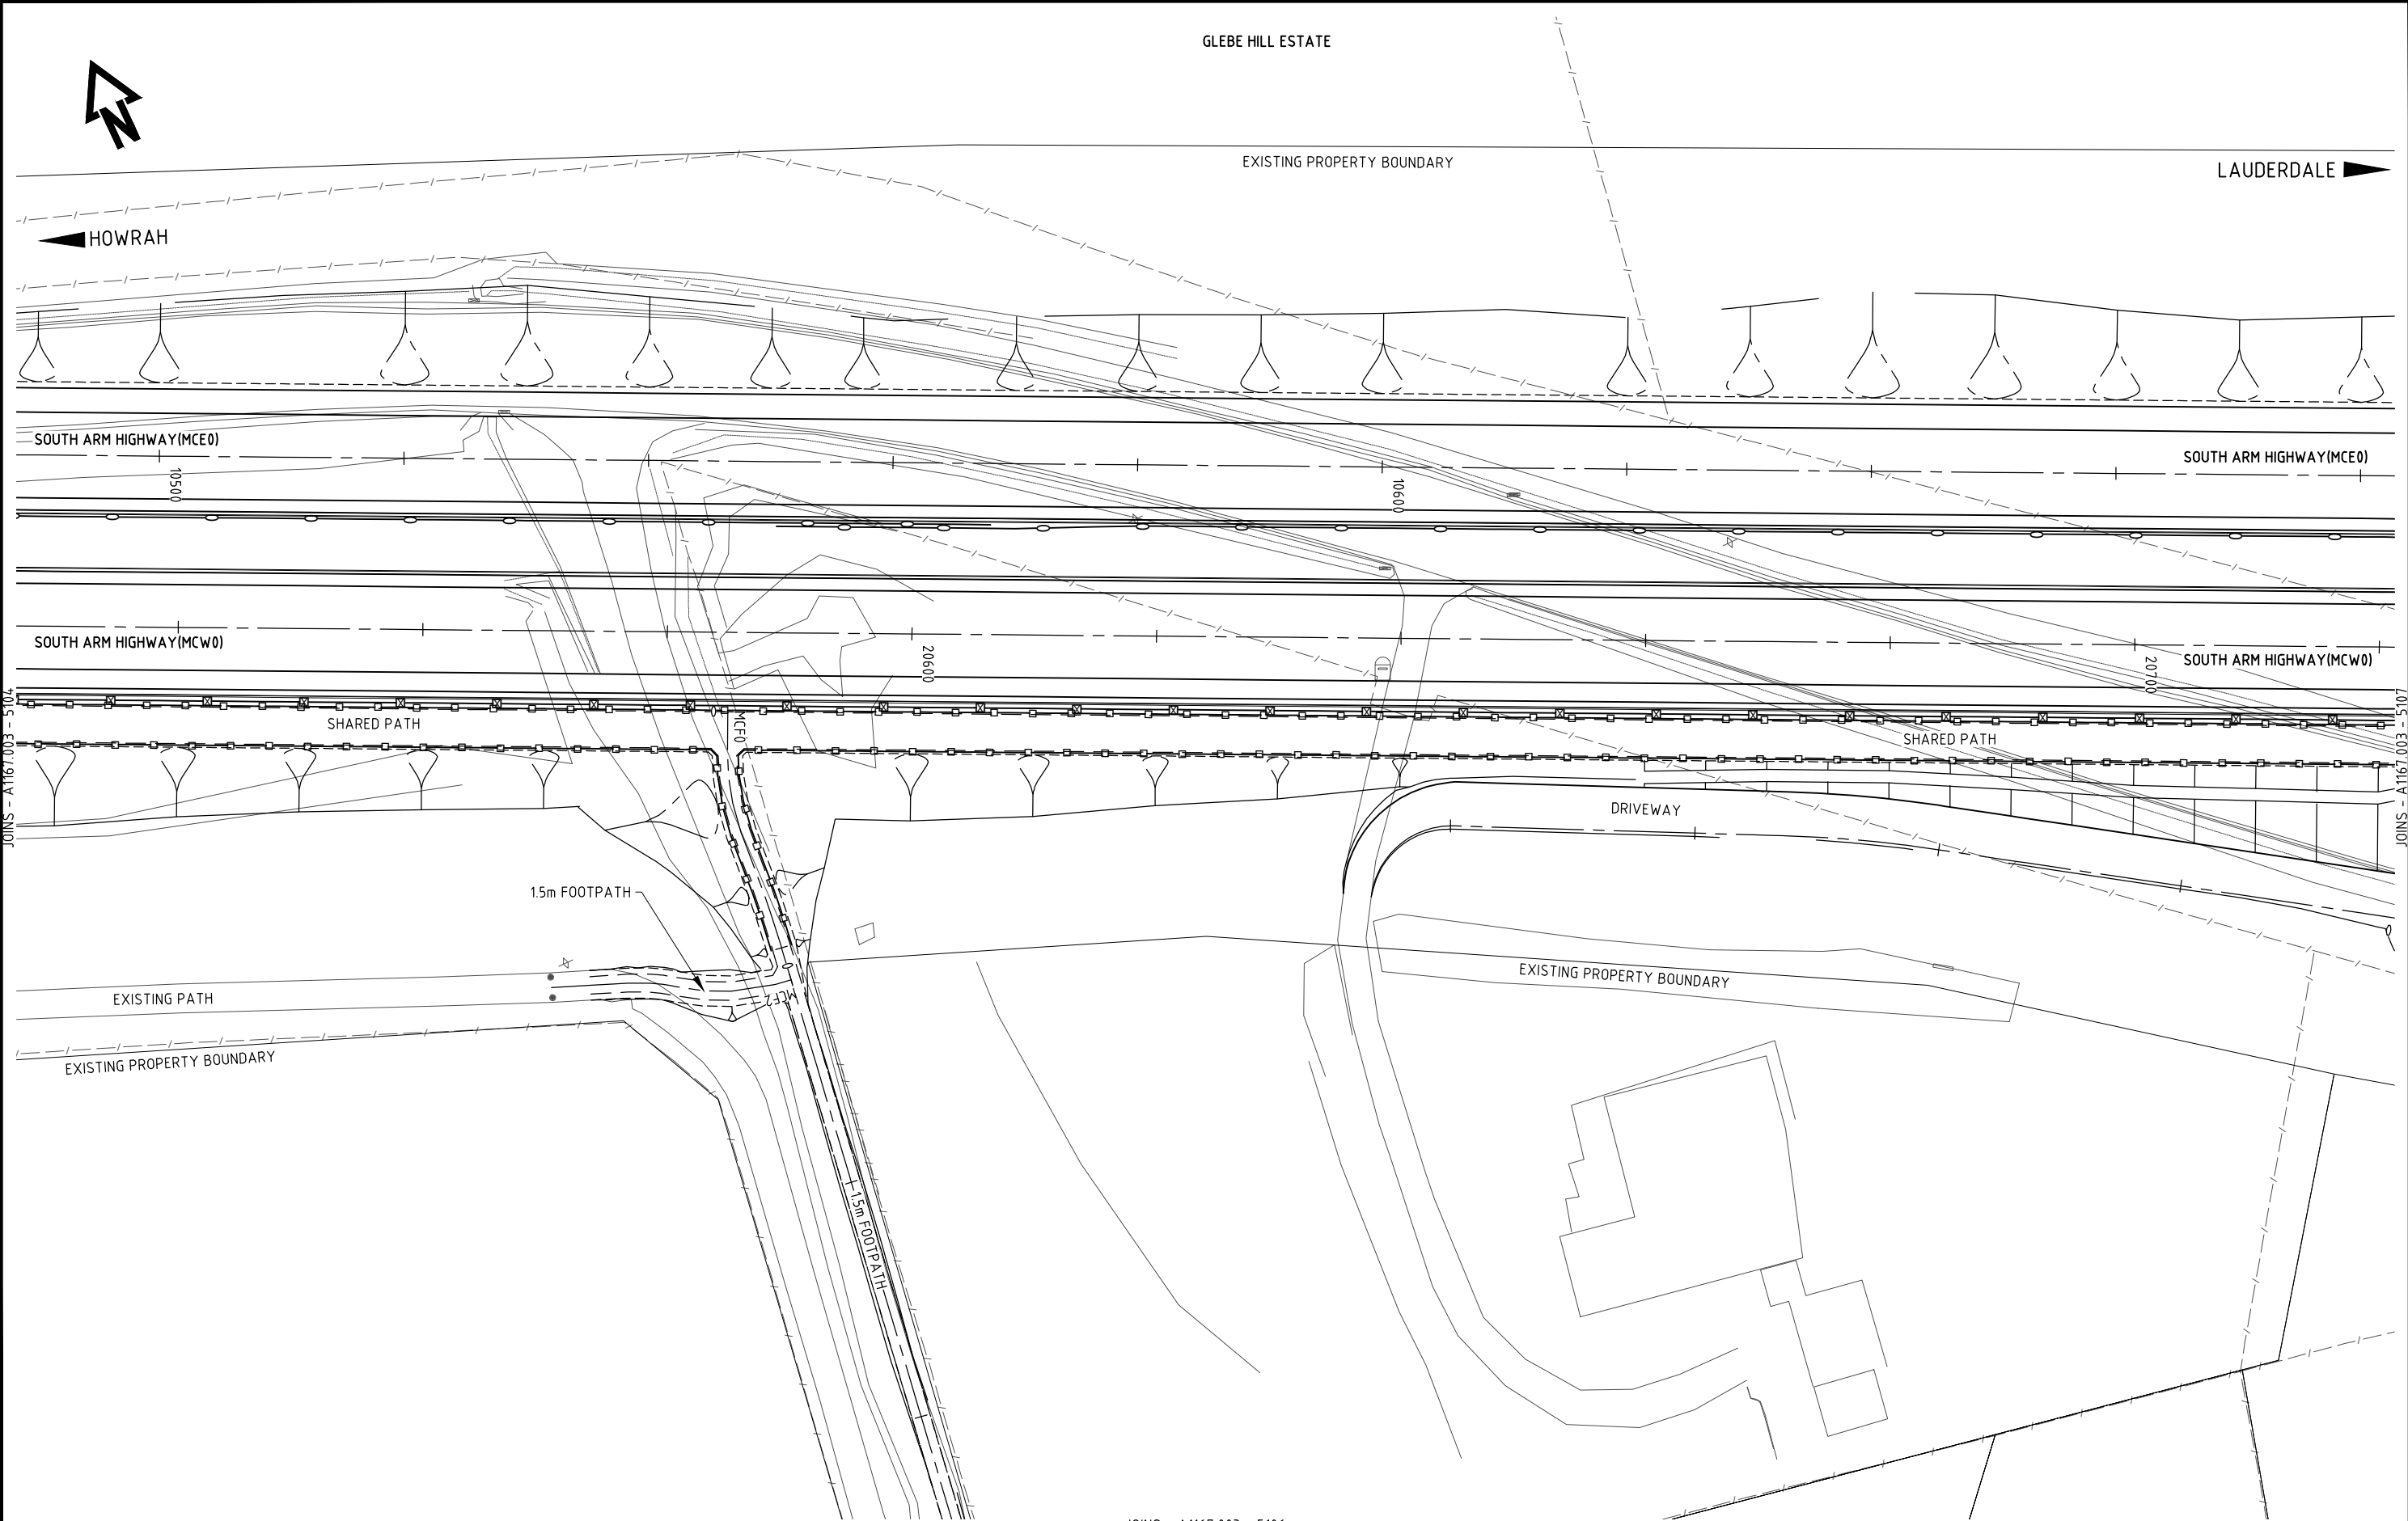 GLEBE HILL ESTATE
N
EXISTING PROPERTY BOUNDARY
LAUDERDALE
HOWRAH
SOUTH ARM HIGHWAY(MCE0)
SOUTH ARM HIGHWAY(MCE0)
10500
10600
SOUTH ARM HIGHWAY(MCW0)
SOUTH ARM HIGHWAY(MCW0)
20600
20700
JOINS - A1167.003 - 5104
JOINS - A1167.003 - 5107
SHARED PATH
MCF0
SHARED PATH
DRIVEWAY
1.5m FOOTPATH
EXISTING PROPERTY BOUNDARY
EXISTING PATH
EXISTING PROPERTY BOUNDARY
1.5m FOOTPATH